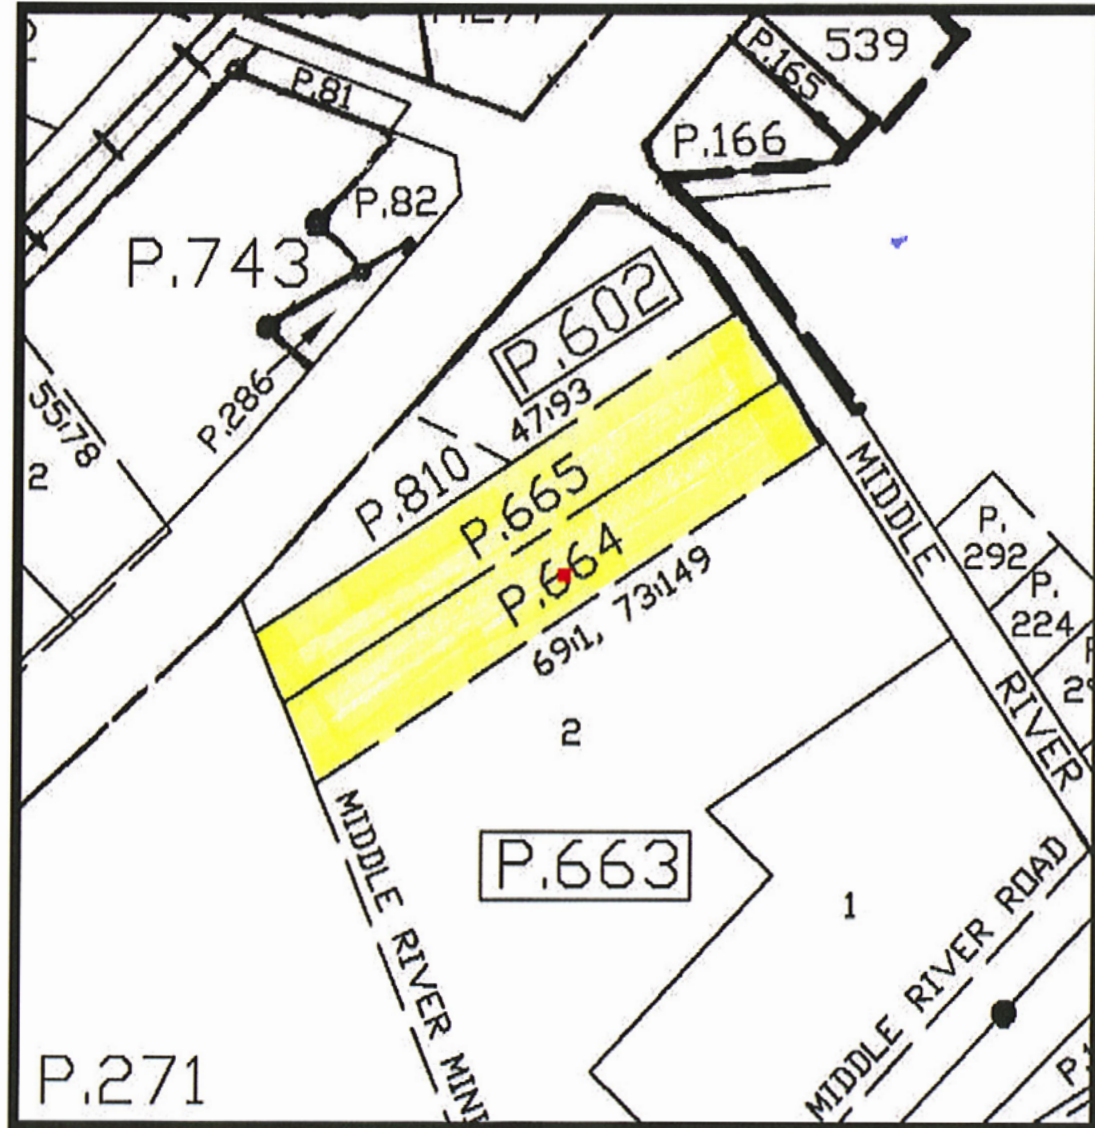 539
P.165
P.166
P.81
P.82
P.743
P.602
P.286
55:78
47:93
2
P.810
P.665
P.664
69:1, 73:149
MIDDLE
RIVER
P.
292
P.
224
2
P.663
1
MIDDLE RIVER
MIDDLE RIVER ROAD
P.271